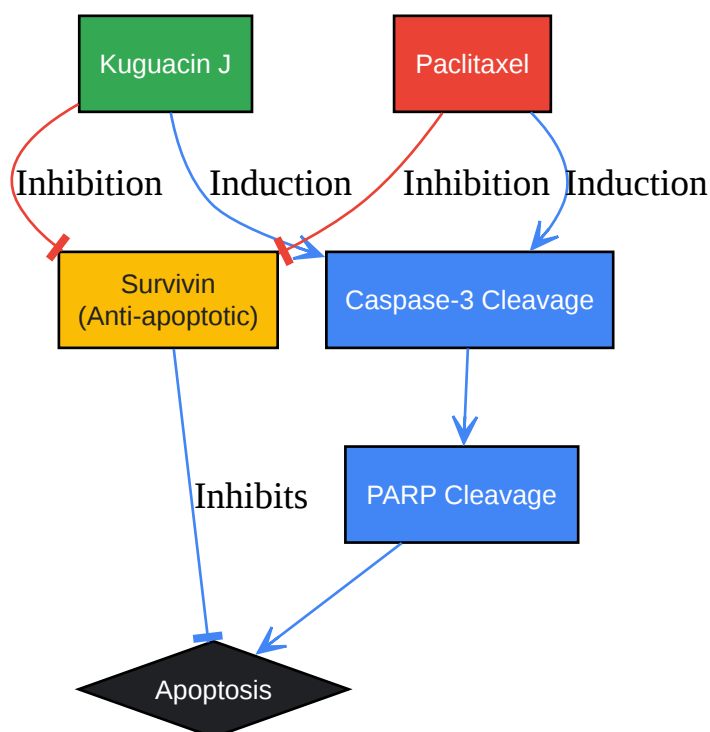 Kuguacin J
Paclitaxel
Inhibition
Induction
Inhibition
Induction
Survivin
(Anti-apoptotic)
Caspase-3 Cleavage
Inhibits
PARP Cleavage
Apoptosis